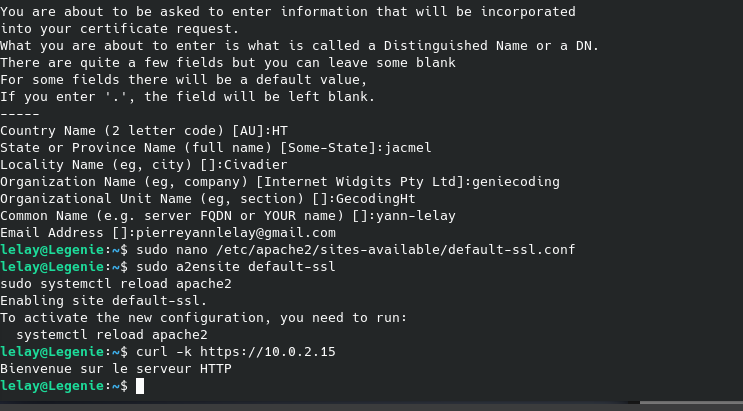 You are about to be asked to enter information that will be incorporated
into your certificate request.
What you are about to enter is what is called a Distinguished Name or a DN.
There are quite a few fields but you can leave some blank
For some fields there will be a default value,
If you enter '.', the field will be left blank.
-----
Country Name (2 letter code) [AU]:HT
State or Province Name (full name) [Some-State]:jacmel
Locality Name (eg, city) []:Civadier
Organization Name (eg, company) [Internet Widgits Pty Ltd]:geniecoding
Organizational Unit Name (eg, section) []:GecodingHt
Common Name (e.g. server FQDN or YOUR name) []:yann-lelay
Email Address []:pierreyannlelay@gmail.com
lelay@Legenie:~$ sudo nano /etc/apache2/sites-available/default-ssl.conf
lelay@Legenie:~$ sudo a2ensite default-ssl
sudo systemctl reload apache2
Enabling site default-ssl.
To activate the new configuration, you need to run:
  systemctl reload apache2
lelay@Legenie:~$ curl -k https://10.0.2.15
Bienvenue sur le serveur HTTP
lelay@Legenie:~$